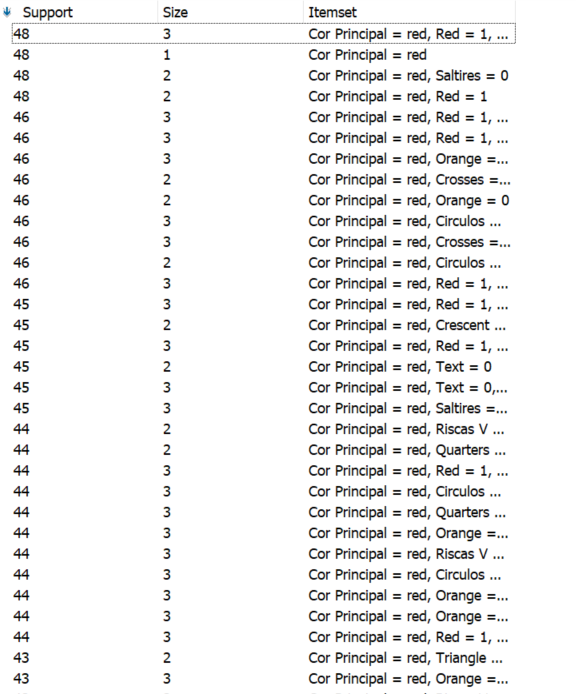 Support Size Itemset
48 3 Cor Principal = red, Red = 1, ...
48 1 Cor Principal = red
48 2 Cor Principal = red, Saltires = 0
48 2 Cor Principal = red, Red = 1
46 3 Cor Principal = red, Red = 1, ...
46 3 Cor Principal = red, Red = 1, ...
46 3 Cor Principal = red, Orange =...
46 2 Cor Principal = red, Crosses =...
46 2 Cor Principal = red, Orange = 0
46 3 Cor Principal = red, Circulos ...
46 3 Cor Principal = red, Crosses =...
46 2 Cor Principal = red, Circulos ...
46 3 Cor Principal = red, Red = 1, ...
45 3 Cor Principal = red, Red = 1, ...
45 2 Cor Principal = red, Crescent ...
45 3 Cor Principal = red, Red = 1, ...
45 2 Cor Principal = red, Text = 0
45 3 Cor Principal = red, Text = 0,...
45 3 Cor Principal = red, Saltires =...
44 2 Cor Principal = red, Riscas V ...
44 2 Cor Principal = red, Quarters ...
44 3 Cor Principal = red, Red = 1, ...
44 3 Cor Principal = red, Circulos ...
44 3 Cor Principal = red, Quarters ...
44 3 Cor Principal = red, Orange =...
44 3 Cor Principal = red, Riscas V ...
44 3 Cor Principal = red, Circulos ...
44 3 Cor Principal = red, Orange =...
44 3 Cor Principal = red, Orange =...
44 3 Cor Principal = red, Red = 1, ...
43 2 Cor Principal = red, Triangle ...
43 3 Cor Principal = red, Orange =...